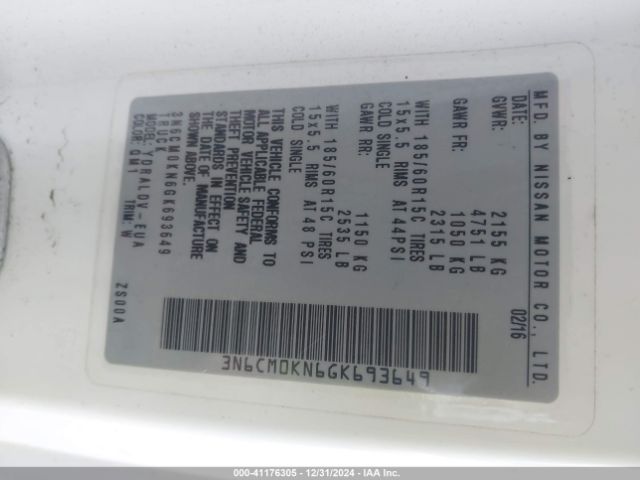 MFD. BY NISSAN MOTOR CO., LTD.
02/16
GVWR: 2155 KG
4751 LB
GAWR FR: 1050 KG
2315 LB
WITH 185/60R15C TIRES
15x5.5 RIMS AT 44PSI
COLD SINGLE
GAWR RR: 1150 KG
2535 LB
WITH 185/60R15C TIRES
15x5.5 RIMS AT 48 PSI
COLD SINGLE
THIS VEHICLE CONFORMS TO
ALL APPLICABLE FEDERAL
MOTOR VEHICLE SAFETY AND
THEFT PREVENTION
STANDARDS IN EFFECT ON
THE DATE OF MANUFACTURE
SHOWN ABOVE.
3N6CM0KN6GK693649
TRUCK
MODEL: YDRALDV-EUA
COLOR: QM1 TRIM: W
ZS00A
3N6CM0KN6GK693649
©ONLINE-41176305 - 12/31/2024 - IAA Inc.